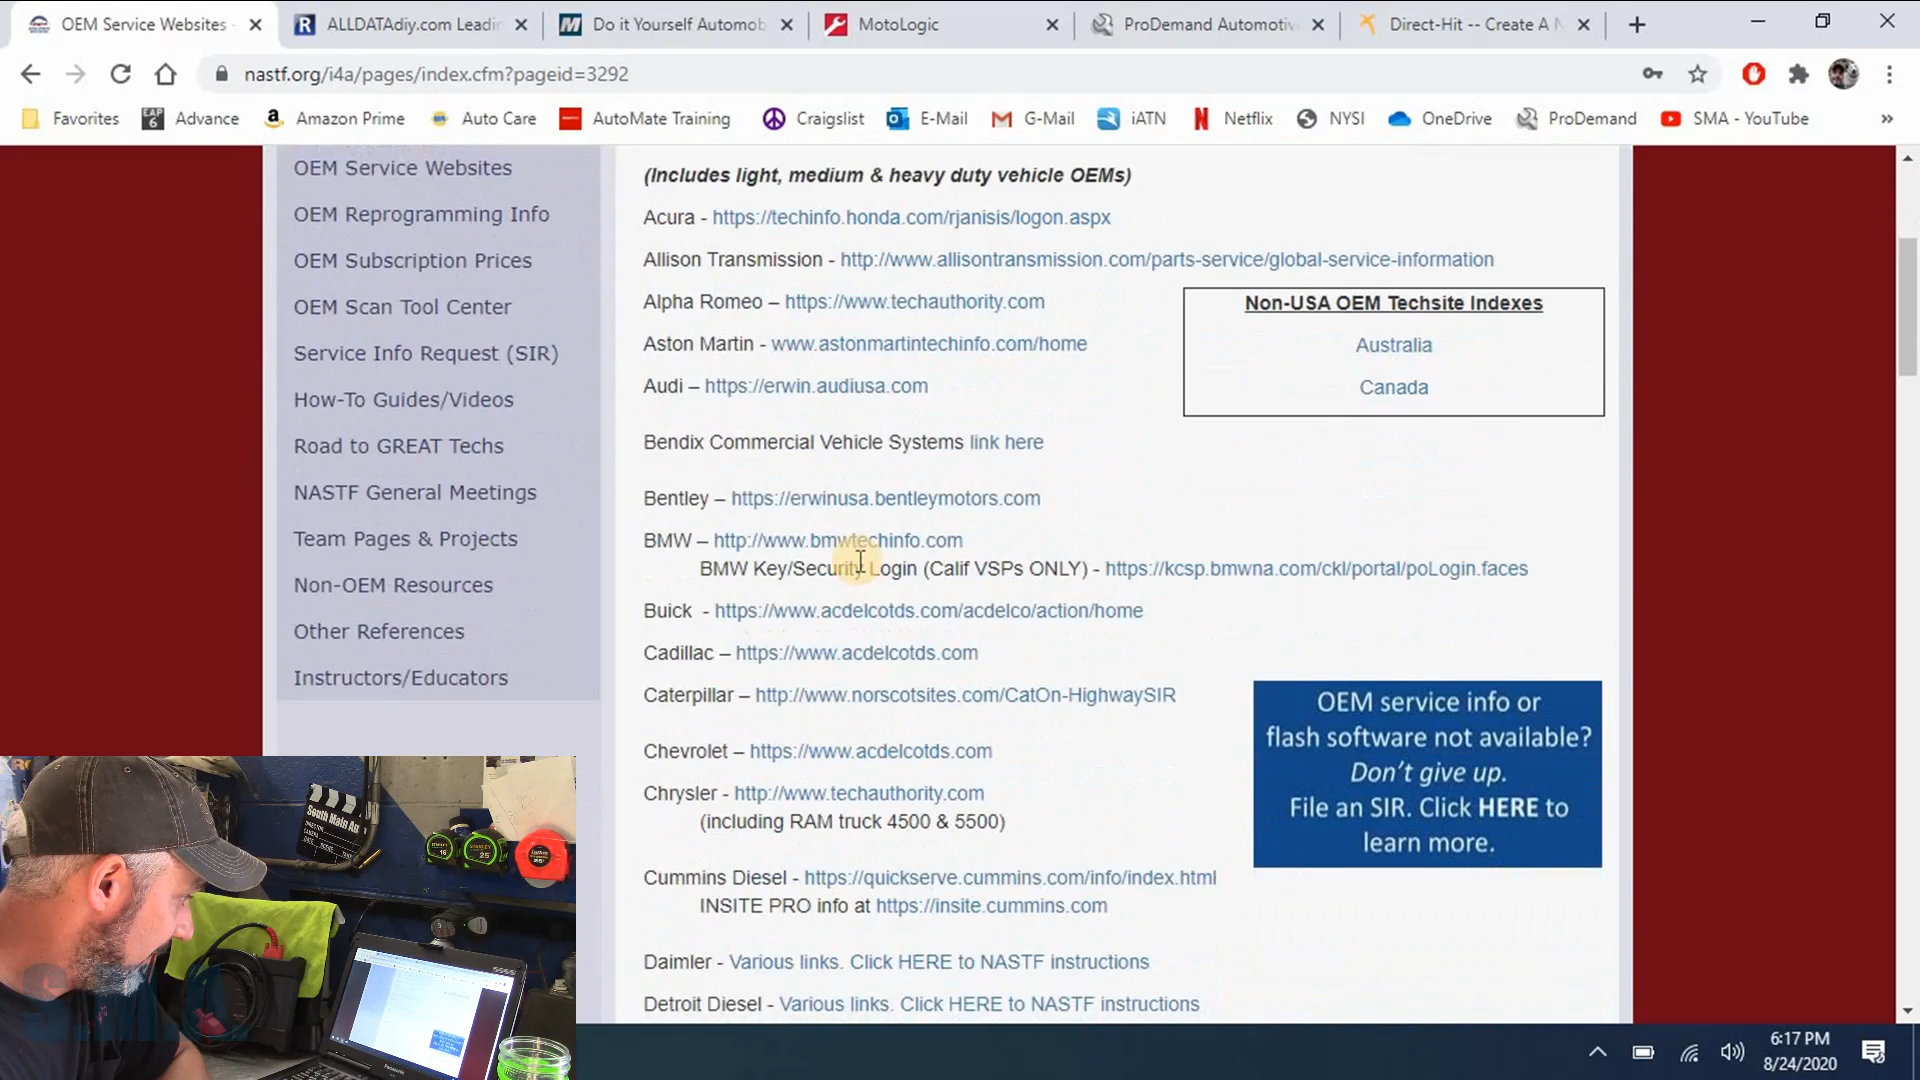 OEM Service Websites -
ALLDATAdiy.com Leadin
Do it Yourself Automob
MotoLogic
ProDemand Automotive
Direct-Hit -- Create A N
nastf.org/i4a/pages/index.cfm?pageid=3292
Favorites
Advance
Amazon Prime
Auto Care
AutoMate Training
Craigslist
E-Mail
G-Mail
iATN
Netflix
NYSI
OneDrive
ProDemand
SMA - YouTube
»
OEM Service Websites
OEM Reprogramming Info
OEM Subscription Prices
OEM Scan Tool Center
Service Info Request (SIR)
How-To Guides/Videos
Road to GREAT Techs
NASTF General Meetings
Team Pages & Projects
Non-OEM Resources
Other References
Instructors/Educators
(Includes light, medium & heavy duty vehicle OEMs)
Acura - https://techinfo.honda.com/rjanisis/logon.aspx
Allison Transmission - http://www.allisontransmission.com/parts-service/global-service-information
Alpha Romeo – https://www.techauthority.com
Aston Martin - www.astonmartintechinfo.com/home
Audi – https://erwin.audiusa.com
Non-USA OEM Techsite Indexes
Australia
Canada
Bendix Commercial Vehicle Systems link here
Bentley – https://erwinusa.bentleymotors.com
BMW – http://www.bmwtechinfo.com
BMW Key/Security Login (Calif VSPs ONLY) - https://kcsp.bmwna.com/ckl/portal/poLogin.faces
Buick - https://www.acdelcotds.com/acdelco/action/home
Cadillac – https://www.acdelcotds.com
Caterpillar – http://www.norscotsites.com/CatOn-HighwaySIR
Chevrolet – https://www.acdelcotds.com
Chrysler - http://www.techauthority.com
(including RAM truck 4500 & 5500)
Cummins Diesel - https://quickserve.cummins.com/info/index.html
INSITE PRO info at https://insite.cummins.com
Daimler - Various links. Click HERE to NASTF instructions
Detroit Diesel - Various links. Click HERE to NASTF instructions
OEM service info or
flash software not available?
Don't give up.
File an SIR. Click HERE to
learn more.
South Main Au
STANLEY
16
STANLEY
25
6:17 PM
8/24/2020